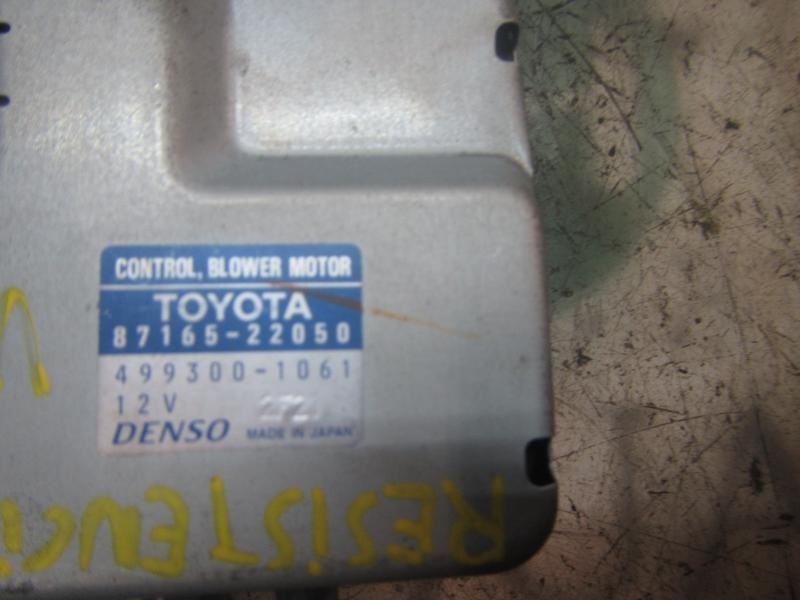 CONTROL, BLOWER MOTOR
TOYOTA
87165-22050
499300-1061
12V
DENSO MADE IN JAPAN
RESISTENCI